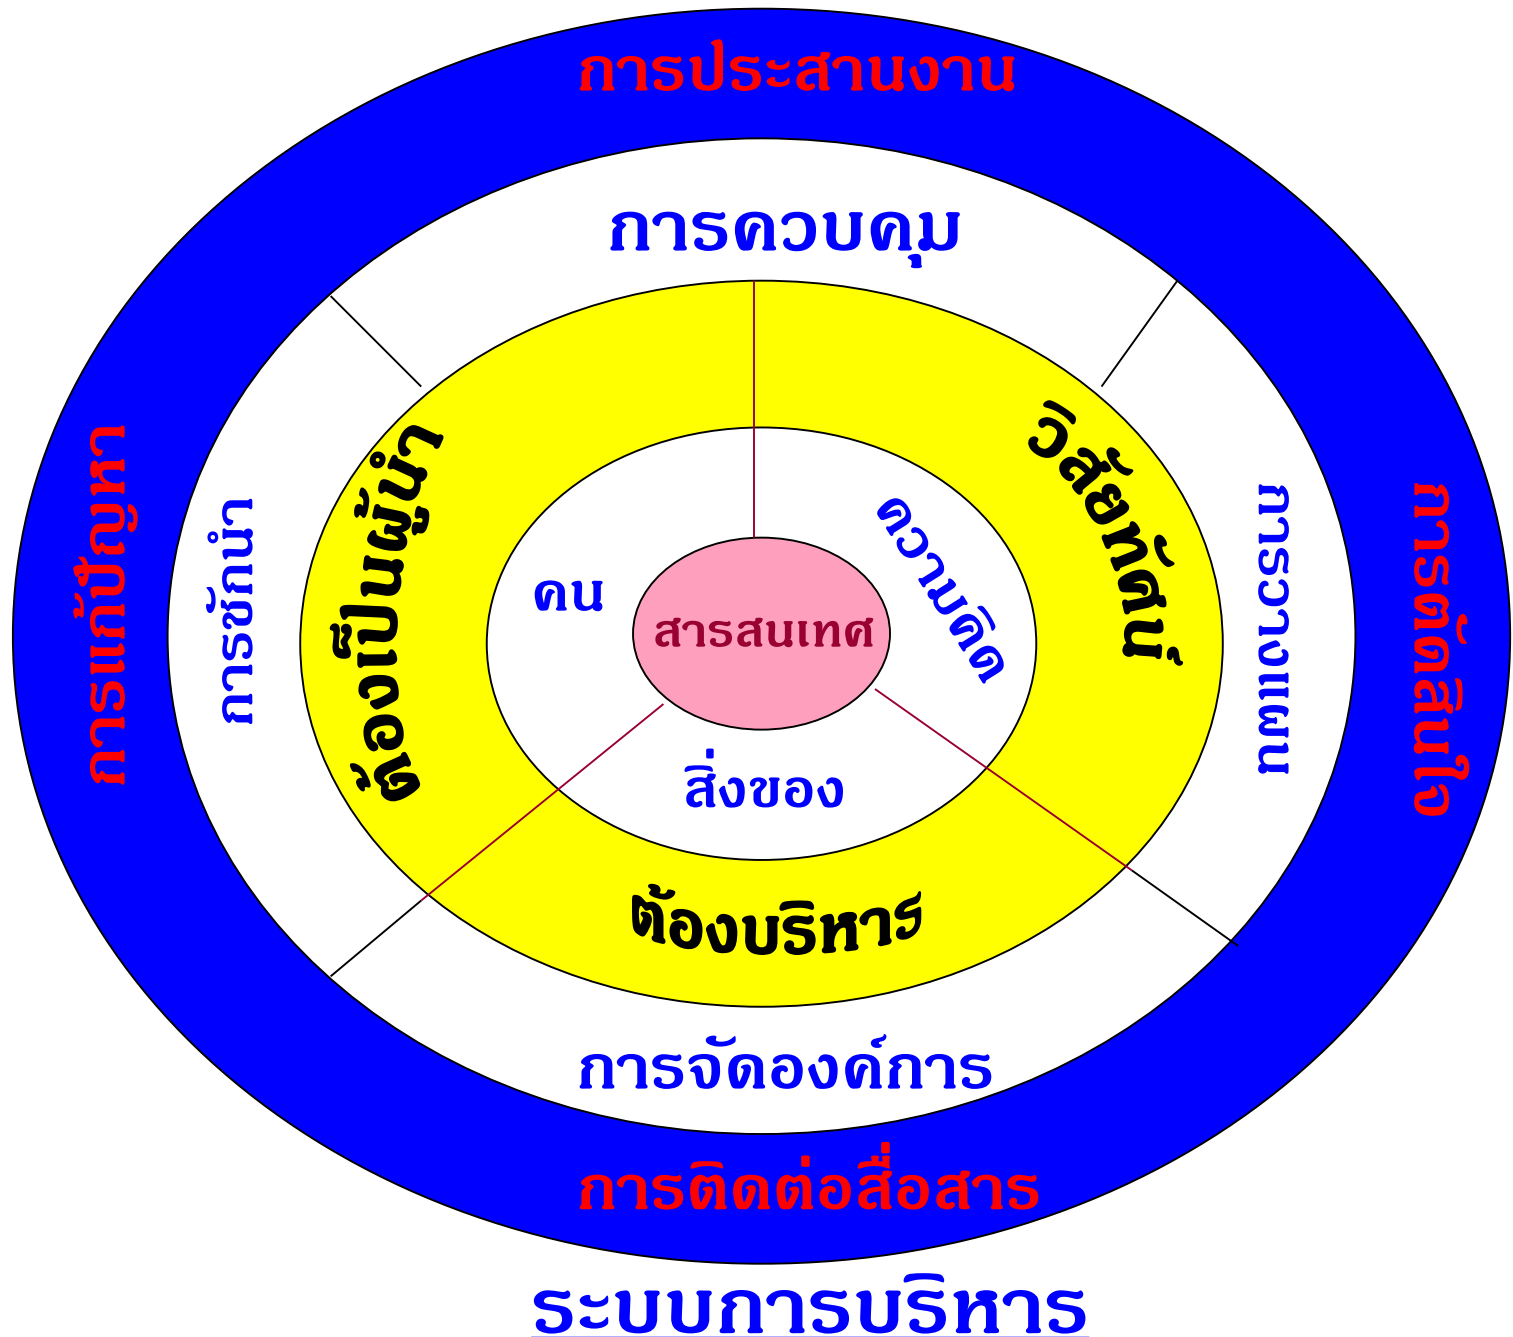 การประสานงาน
การควบคุม
วิสัยทัศน์
ต้องเป็นผู้นำ
การแก้ปัญหา
การชักนำ
คน
ความคิด
สารสนเทศ
การวางแผน
การตัดสินใจ
สิ่งของ
ต้องบริหาร
การจัดองค์การ
การติดต่อสื่อสาร
ระบบการบริหาร